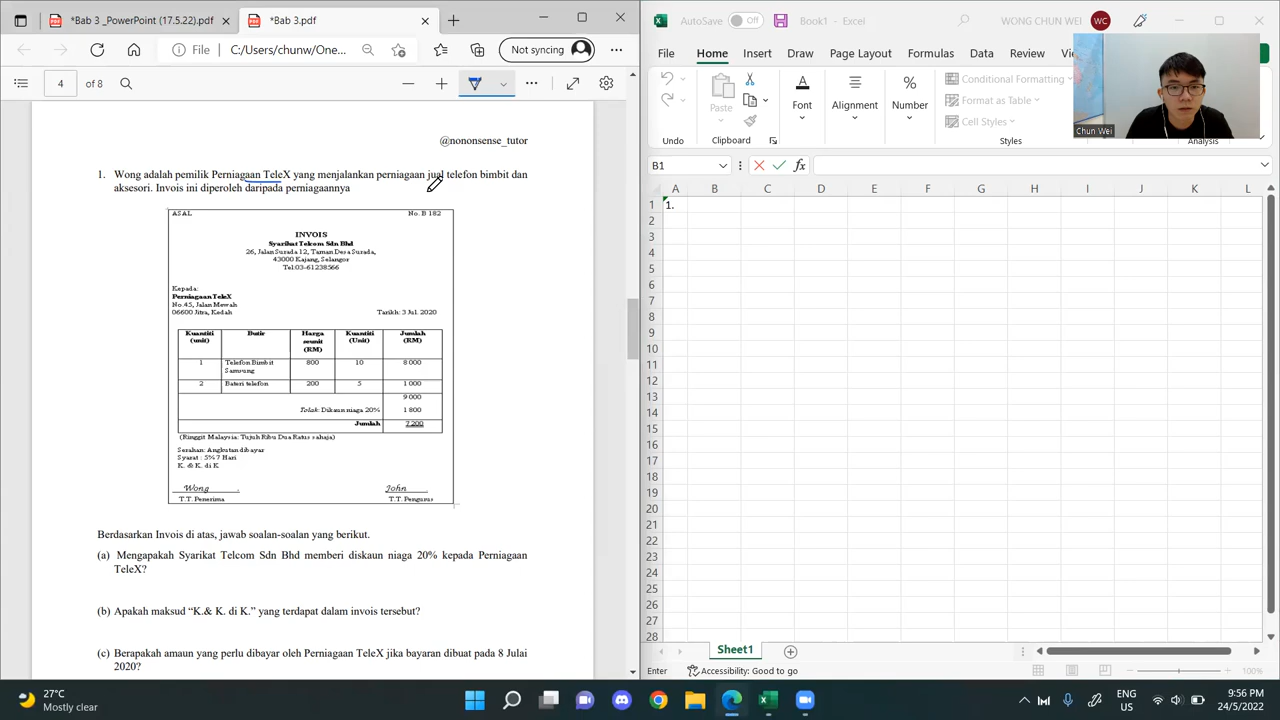 *Bab 3 _PowerPoint (17.5.22).pdf
*Bab 3.pdf
File
C:/Users/chunw/One...
Not syncing
4
of 8
@nononsense_tutor
1. Wong adalah pemilik Perniagaan TeleX yang menjalankan perniagaan jual telefon bimbit dan
aksesori. Invois ini diperoleh daripada perniagaannya
ASAL
No. B 182
INVOIS
Syarikat Telcom Sdn Bhd
26, Jalan Surada 12, Taman Desa Surada,
43000 Kajang, Selangor
Tel:03-61238566
Kepada:
Perniagaan TeleX
No.45, Jalan Mewah
06600 Jitra, Kedah
Tarikh: 3 Jul. 2020
Kuantiti (unit)
Butir
Harga seunit (RM)
Kuantiti (Unit)
Jumlah (RM)
1
Telefon Bimbit Samsung
800
10
8 000
2
Bateri telefon
200
5
1 000
9 000
Tolak: Diskaun niaga 20%
1 800
Jumlah
7 200
(Ringgit Malaysia: Tujuh Ribu Dua Ratus sahaja)
Serahan: Angkutan dibayar
Syarat : 5% 7 Hari
K. & K. di K
Wong
John
T.T. Penerima
T.T. Pengurus
Berdasarkan Invois di atas, jawab soalan-soalan yang berikut.
(a) Mengapakah Syarikat Telcom Sdn Bhd memberi diskaun niaga 20% kepada Perniagaan
TeleX?
(b) Apakah maksud “K.& K. di K.” yang terdapat dalam invois tersebut?
(c) Berapakah amaun yang perlu dibayar oleh Perniagaan TeleX jika bayaran dibuat pada 8 Julai
2020?
AutoSave
Off
Book1 - Excel
WONG CHUN WEI
WC
File
Home
Insert
Draw
Page Layout
Formulas
Data
Review
Paste
Font
Alignment
Number
Conditional Formatting
Format as Table
Cell Styles
Undo
Clipboard
Styles
Analysis
Chun Wei
B1
fx
A B C D E F G H I J K L
1
1.
2
3
4
5
6
7
8
9
10
11
12
13
14
15
16
17
18
19
20
21
22
23
24
25
26
27
28
Sheet1
Enter
Accessibility: Good to go
100%
27°C
Mostly clear
ENG
US
9:56 PM
24/5/2022